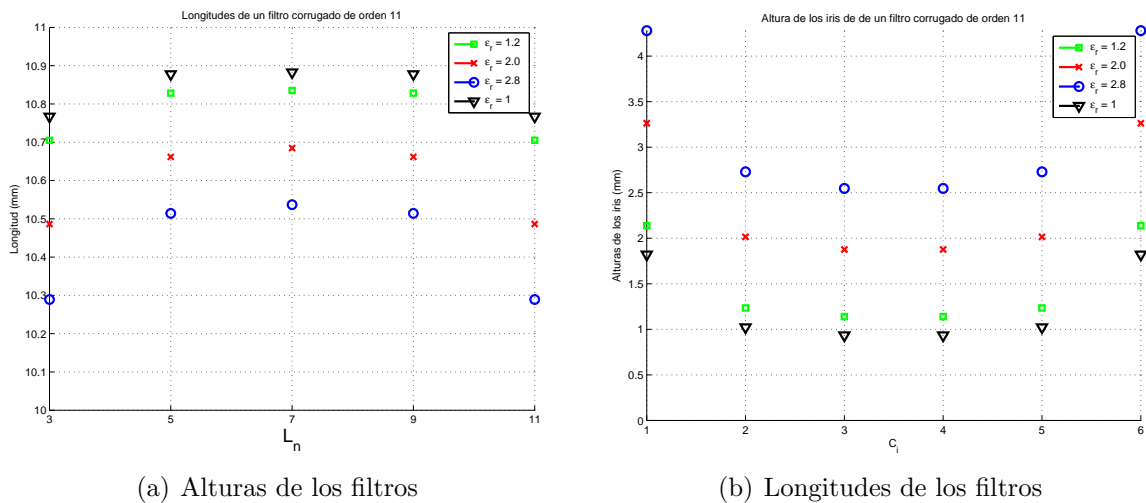 Longitudes de un filtro corrugado de orden 11
11
10.9
10.8
10.7
10.6
10.5
10.4
10.3
10.2
10.1
10
Longitud (mm)
3
5
7
9
11
L_n
ε_r = 1.2
ε_r = 2.0
ε_r = 2.8
ε_r = 1
(a) Alturas de los filtros
Altura de los iris de de un filtro corrugado de orden 11
4
3.5
3
2.5
2
1.5
1
0.5
0
Alturas de los iris (mm)
1
2
3
4
5
6
C_i
ε_r = 1.2
ε_r = 2.0
ε_r = 2.8
ε_r = 1
(b) Longitudes de los filtros